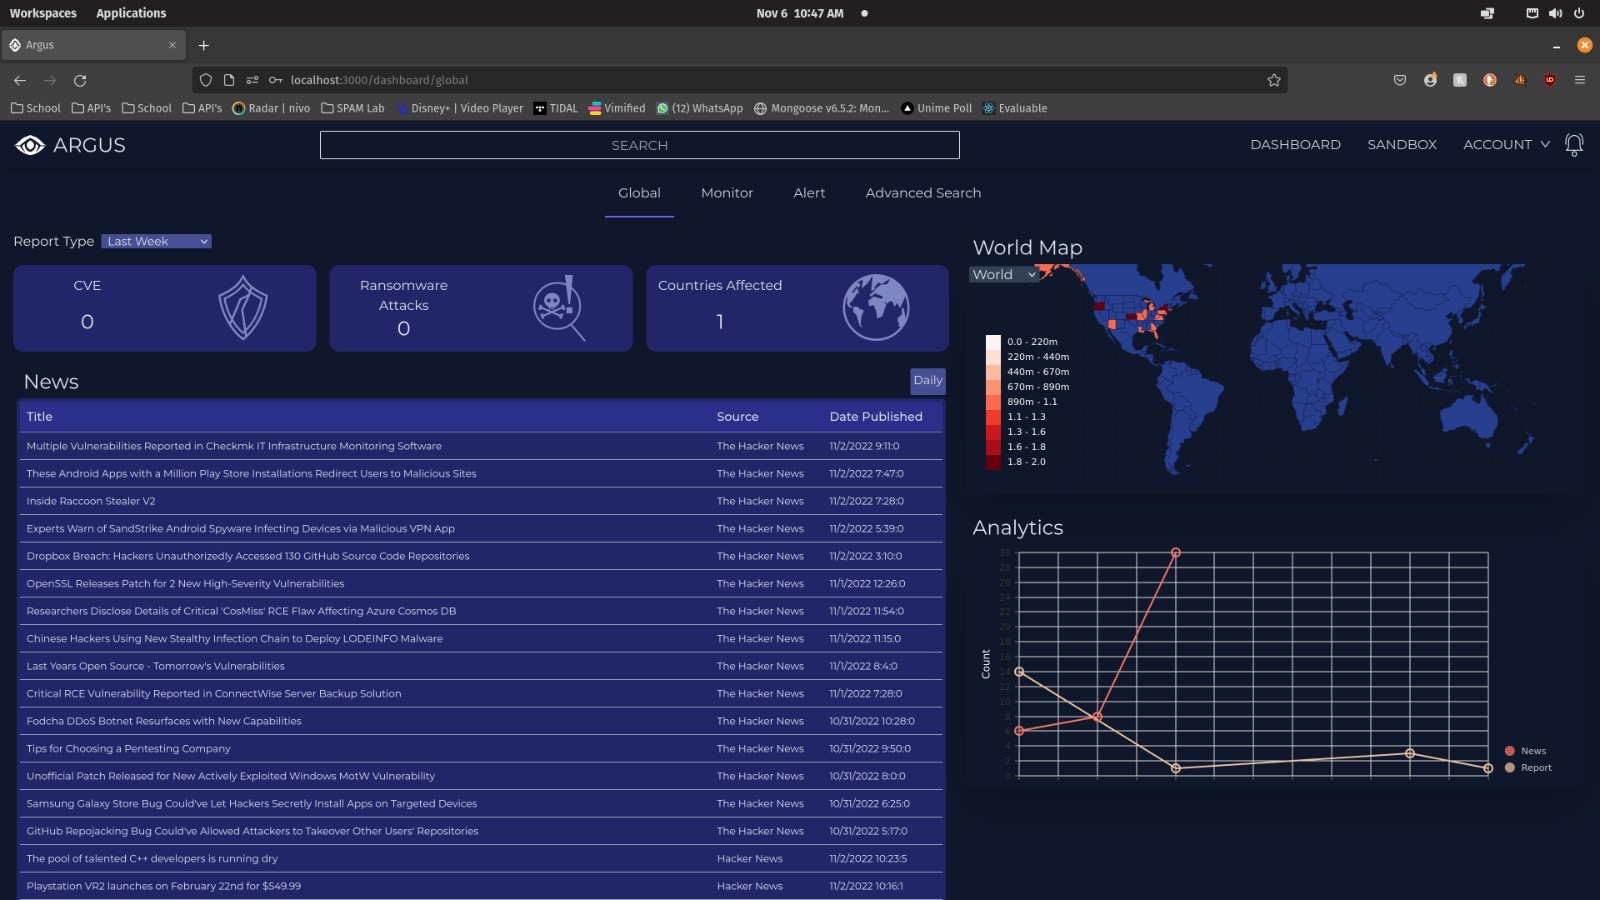 Workspaces Applications Nov 6 10:47 AM
Argus
localhost:3000/dashboard/global
School API's School API's Radar | nivo SPAM Lab Disney+ | Video Player TIDAL Vimified (12) WhatsApp Mongoose v6.5.2: Mon... Unime Poll Evaluable
ARGUS SEARCH DASHBOARD SANDBOX ACCOUNT
Global Monitor Alert Advanced Search
Report Type Last Week
CVE
0
Ransomware
Attacks
0
Countries Affected
1
News Daily
Title Source Date Published
Multiple Vulnerabilities Reported in Checkmk IT Infrastructure Monitoring Software The Hacker News 11/2/2022 9:11:0
These Android Apps with a Million Play Store Installations Redirect Users to Malicious Sites The Hacker News 11/2/2022 7:47:0
Inside Raccoon Stealer V2 The Hacker News 11/2/2022 7:28:0
Experts Warn of SandStrike Android Spyware Infecting Devices via Malicious VPN App The Hacker News 11/2/2022 5:39:0
Dropbox Breach: Hackers Unauthorizedly Accessed 130 GitHub Source Code Repositories The Hacker News 11/2/2022 3:10:0
OpenSSL Releases Patch for 2 New High-Severity Vulnerabilities The Hacker News 11/1/2022 12:26:0
Researchers Disclose Details of Critical 'CosMiss' RCE Flaw Affecting Azure Cosmos DB The Hacker News 11/1/2022 11:54:0
Chinese Hackers Using New Stealthy Infection Chain to Deploy LODEINFO Malware The Hacker News 11/1/2022 11:15:0
Last Years Open Source - Tomorrow's Vulnerabilities The Hacker News 11/1/2022 8:4:0
Critical RCE Vulnerability Reported in ConnectWise Server Backup Solution The Hacker News 11/1/2022 7:28:0
Fodcha DDoS Botnet Resurfaces with New Capabilities The Hacker News 10/31/2022 10:28:0
Tips for Choosing a Pentesting Company The Hacker News 10/31/2022 9:50:0
Unofficial Patch Released for New Actively Exploited Windows MotW Vulnerability The Hacker News 10/31/2022 8:0:0
Samsung Galaxy Store Bug Could've Let Hackers Secretly Install Apps on Targeted Devices The Hacker News 10/31/2022 6:25:0
GitHub Repojacking Bug Could've Allowed Attackers to Takeover Other Users' Repositories The Hacker News 10/31/2022 5:17:0
The pool of talented C++ developers is running dry Hacker News 11/2/2022 10:23:5
Playstation VR2 launches on February 22nd for $549.99 Hacker News 11/2/2022 10:16:1
World Map
World
0.0 - 220m
220m - 440m
440m - 670m
670m - 890m
890m - 1.1
1.1 - 1.3
1.3 - 1.6
1.6 - 1.8
1.8 - 2.0
Analytics
30
28
26
24
22
20
18
16
14
12
10
8
6
4
2
0
Count
News
Report